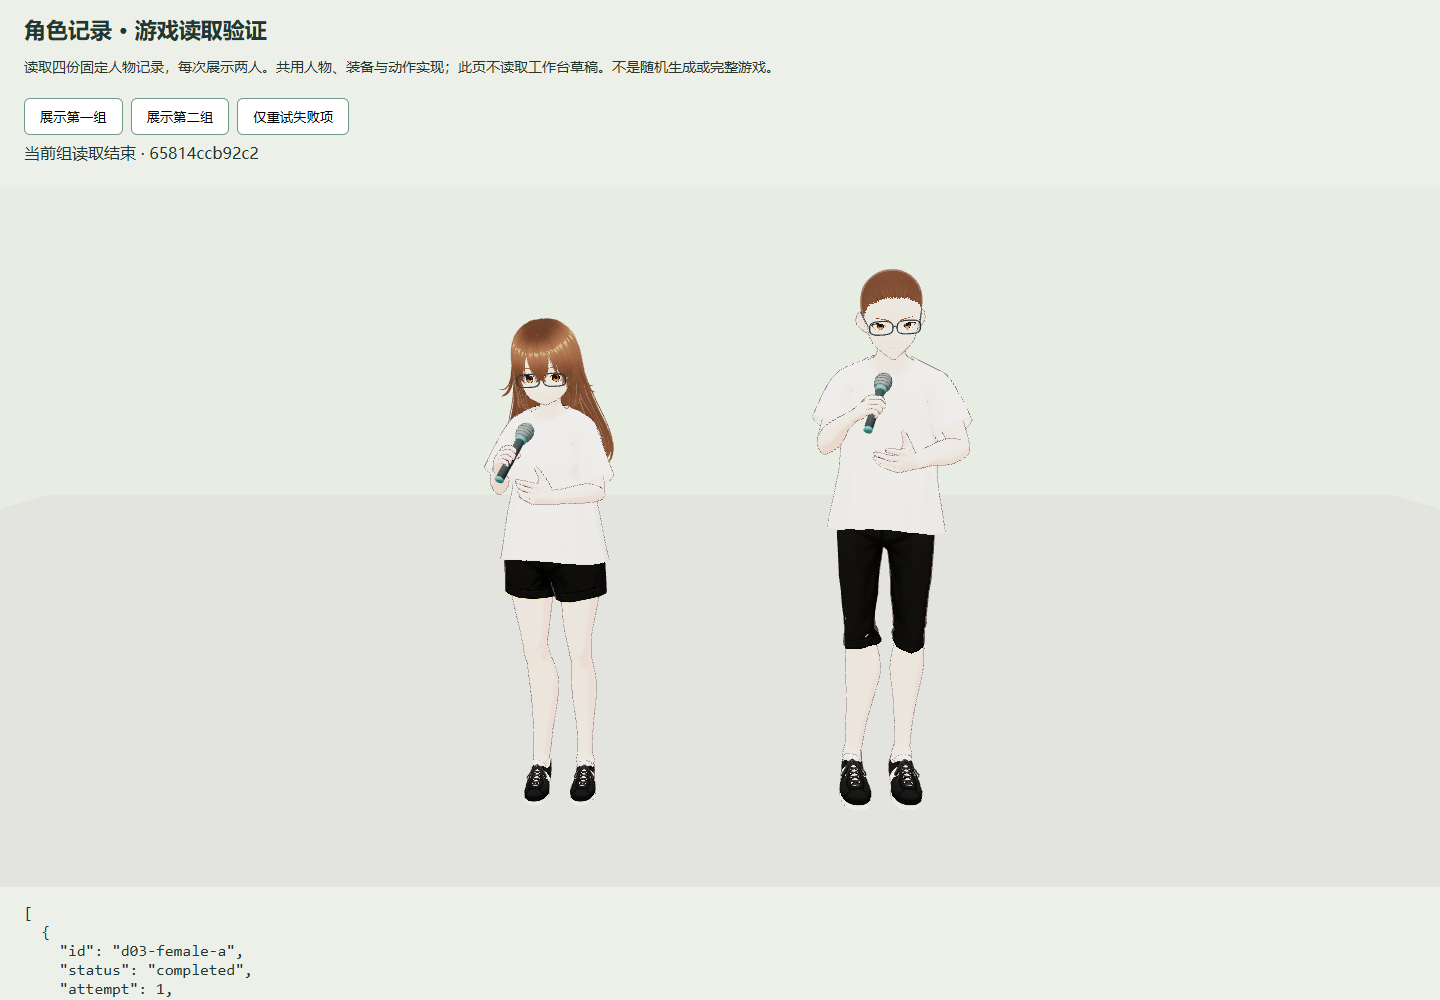 角色记录 • 游戏读取验证
读取四份固定人物记录，每次展示两人。共用人物、装备与动作实现；此页不读取工作台草稿。不是随机生成或完整游戏。
展示第一组 展示第二组 仅重试失败项
当前组读取结束 · 65814ccb92c2
[
{
"id": "d03-female-a",
"status": "completed",
"attempt": 1,